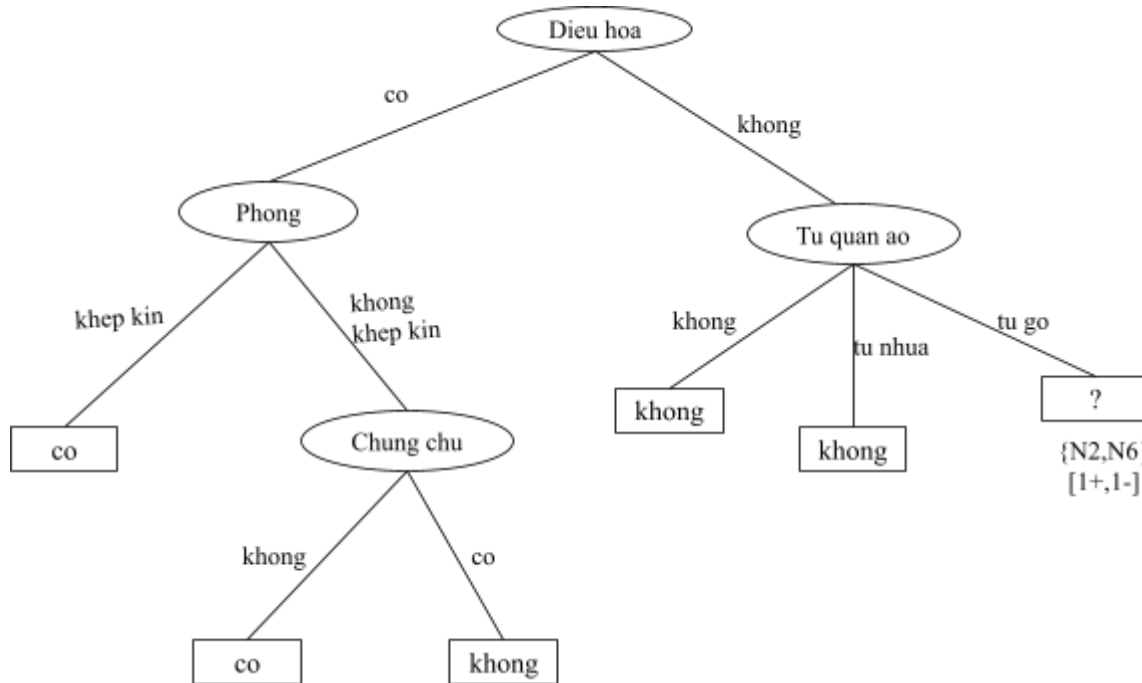 Dieu hoa
co
khong
Phong
Tu quan ao
khep kin
khong
khep kin
khong
tu nhua
tu go
co
Chung chu
khong
khong
?
{N2,N6}
[1+,1-]
khong
co
co
khong